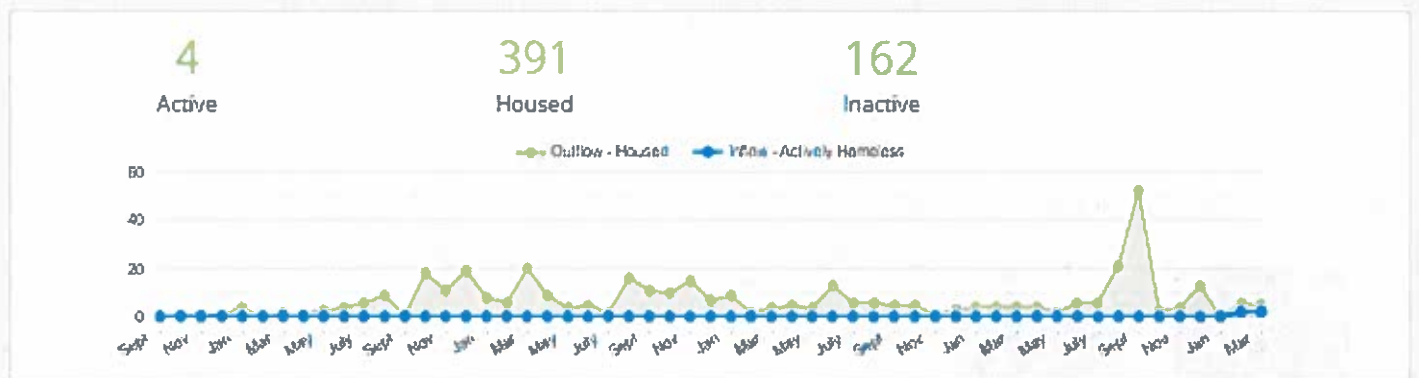 4 391 162
Active Housed Inactive
Outflow - Housed Inflow - Actively Homeless
60
40
20
0
Sept Nov Jan Mar May July Sept Nov Jan Mar May July Sept Nov Jan Mar May July Sept Nov Jan Mar May July Sept Nov Jan Mar